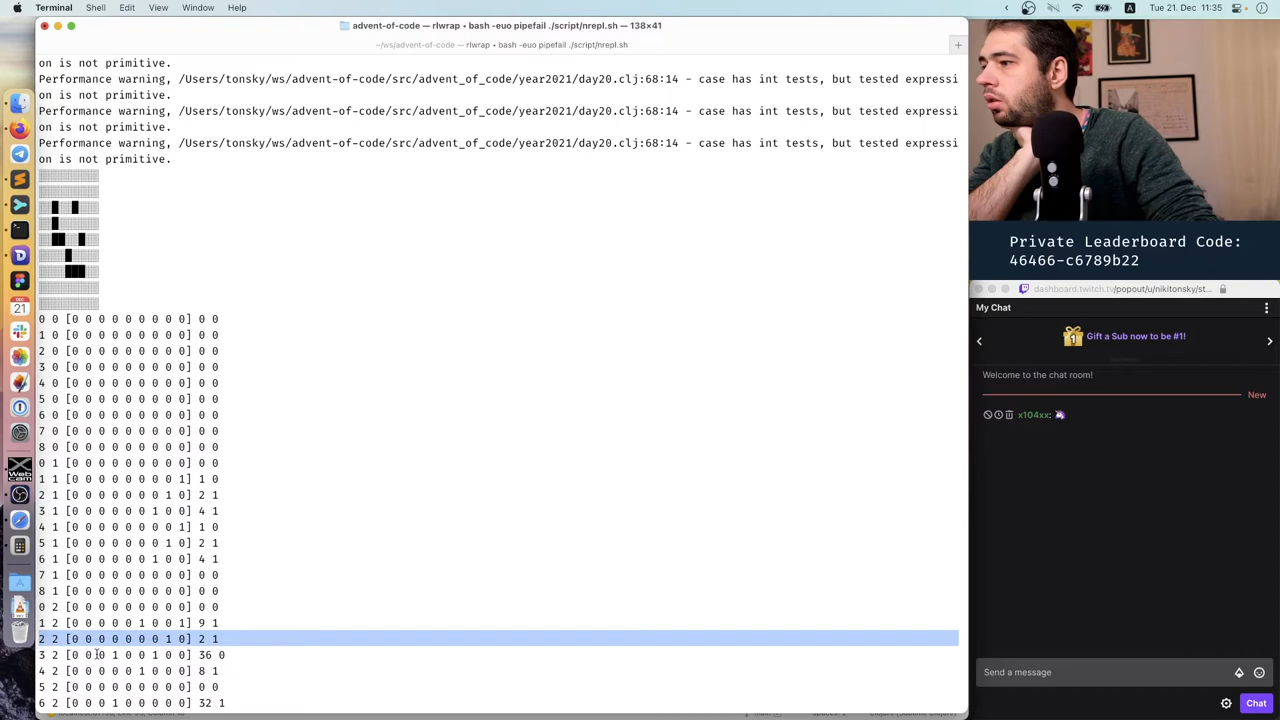 Terminal Shell Edit View Window Help
A Tue 21. Dec 11:35
advent-of-code — rlwrap • bash -euo pipefail ./script/nrepl.sh — 138×41
~/ws/advent-of-code — rlwrap • bash -euo pipefail ./script/nrepl.sh
on is not primitive.
Performance warning, /Users/tonsky/ws/advent-of-code/src/advent_of_code/year2021/day20.clj:68:14 - case has int tests, but tested expressi
on is not primitive.
Performance warning, /Users/tonsky/ws/advent-of-code/src/advent_of_code/year2021/day20.clj:68:14 - case has int tests, but tested expressi
on is not primitive.
Performance warning, /Users/tonsky/ws/advent-of-code/src/advent_of_code/year2021/day20.clj:68:14 - case has int tests, but tested expressi
on is not primitive.
0 0 [0 0 0 0 0 0 0 0 0] 0 0
1 0 [0 0 0 0 0 0 0 0 0] 0 0
2 0 [0 0 0 0 0 0 0 0 0] 0 0
3 0 [0 0 0 0 0 0 0 0 0] 0 0
4 0 [0 0 0 0 0 0 0 0 0] 0 0
5 0 [0 0 0 0 0 0 0 0 0] 0 0
6 0 [0 0 0 0 0 0 0 0 0] 0 0
7 0 [0 0 0 0 0 0 0 0 0] 0 0
8 0 [0 0 0 0 0 0 0 0 0] 0 0
0 1 [0 0 0 0 0 0 0 0 0] 0 0
1 1 [0 0 0 0 0 0 0 0 1] 1 0
2 1 [0 0 0 0 0 0 0 1 0] 2 1
3 1 [0 0 0 0 0 0 1 0 0] 4 1
4 1 [0 0 0 0 0 0 0 0 1] 1 0
5 1 [0 0 0 0 0 0 0 1 0] 2 1
6 1 [0 0 0 0 0 0 1 0 0] 4 1
7 1 [0 0 0 0 0 0 0 0 0] 0 0
8 1 [0 0 0 0 0 0 0 0 0] 0 0
0 2 [0 0 0 0 0 0 0 0 0] 0 0
1 2 [0 0 0 0 0 1 0 0 1] 9 1
2 2 [0 0 0 0 0 0 0 1 0] 2 1
3 2 [0 0 0 1 0 0 1 0 0] 36 0
4 2 [0 0 0 0 0 1 0 0 0] 8 1
5 2 [0 0 0 0 0 0 0 0 0] 0 0
6 2 [0 0 0 1 0 0 0 0 0] 32 1
Private Leaderboard Code:
46466-c6789b22
dashboard.twitch.tv/popout/u/nikitonsky/st...
My Chat
1
Gift a Sub now to be #1!
Welcome to the chat room!
New
x104xx:
Send a message
Chat
DEC
21
Webcam